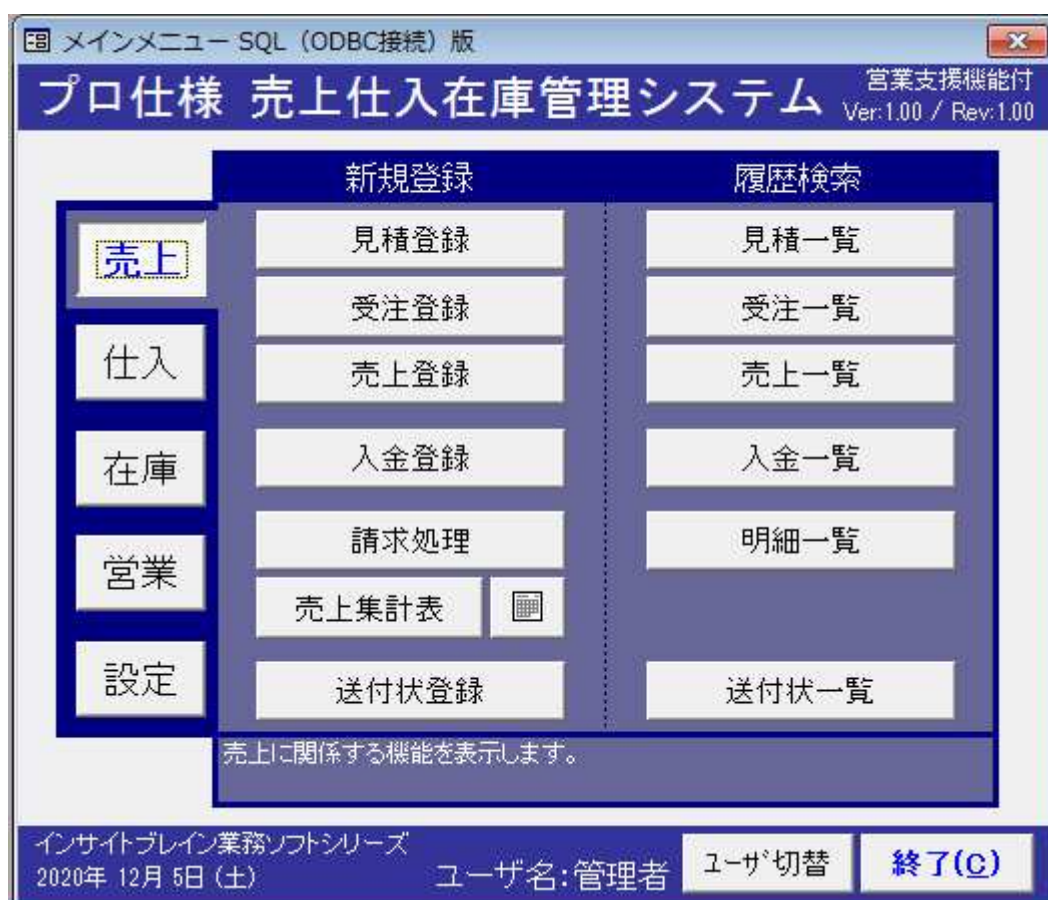 メインメニュー SQL（ODBC接続）版
プロ仕様 売上仕入在庫管理システム
営業支援機能付
Ver:1.00 / Rev:1.00
新規登録
履歴検索
売上
仕入
在庫
営業
設定
見積登録
見積一覧
受注登録
受注一覧
売上登録
売上一覧
入金登録
入金一覧
請求処理
明細一覧
売上集計表
送付状登録
送付状一覧
売上に関係する機能を表示します。
インサイトブレイン業務ソフトシリーズ
2020年 12月 5日 (土)
ユーザ名:管理者
ﾕｰｻﾞ切替
終了(C)